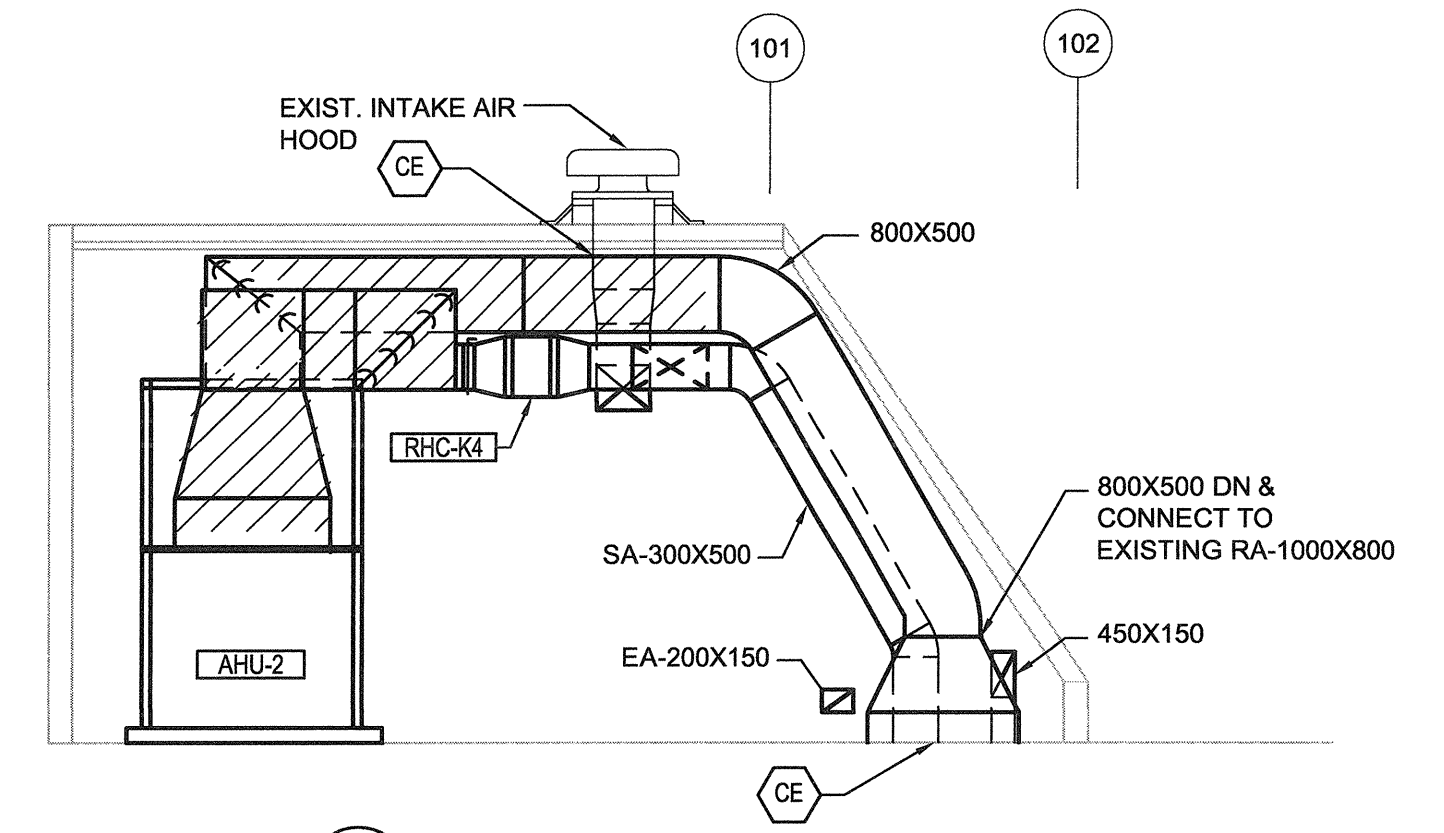 101
102
EXIST. INTAKE AIR
HOOD
CE
800X500
RHC-K4
800X500 DN &
CONNECT TO
EXISTING RA-1000X800
SA-300X500
450X150
EA-200X150
AHU-2
CE